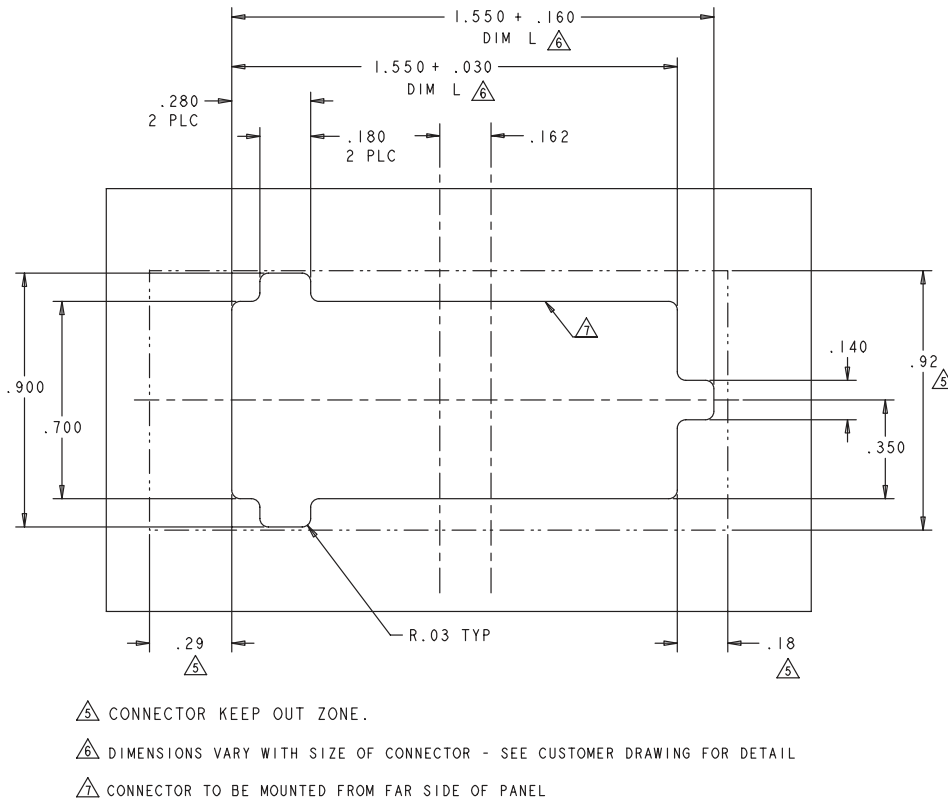 1.550 + .160
DIM L 6
1.550 + .030
DIM L 6
.280
2 PLC
.180
2 PLC
.162
7
.140
.92
5
.900
.700
.350
R.03 TYP
.29
5
.18
5
5 CONNECTOR KEEP OUT ZONE.
6 DIMENSIONS VARY WITH SIZE OF CONNECTOR - SEE CUSTOMER DRAWING FOR DETAIL
7 CONNECTOR TO BE MOUNTED FROM FAR SIDE OF PANEL